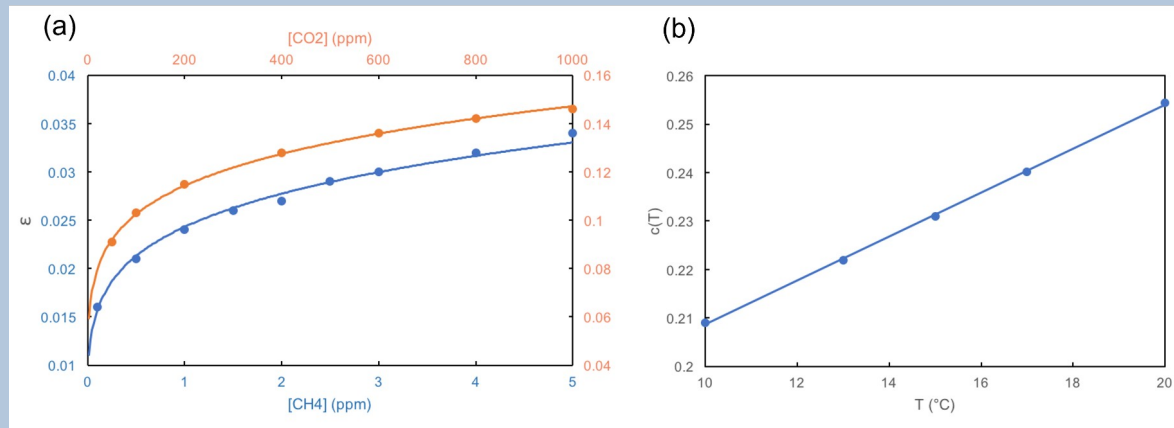 (a)
[CO2] (ppm)
0 200 400 600 800 1000
0.04 0.16
0.035 0.14
0.03 0.12
0.025 0.1
0.02 0.08
0.015 0.06
0.01 0.04
ε
0 1 2 3 4 5
[CH4] (ppm)
(b)
0.26
0.25
0.24
0.23
0.22
0.21
0.2
c(T)
10 12 14 16 18 20
T (°C)